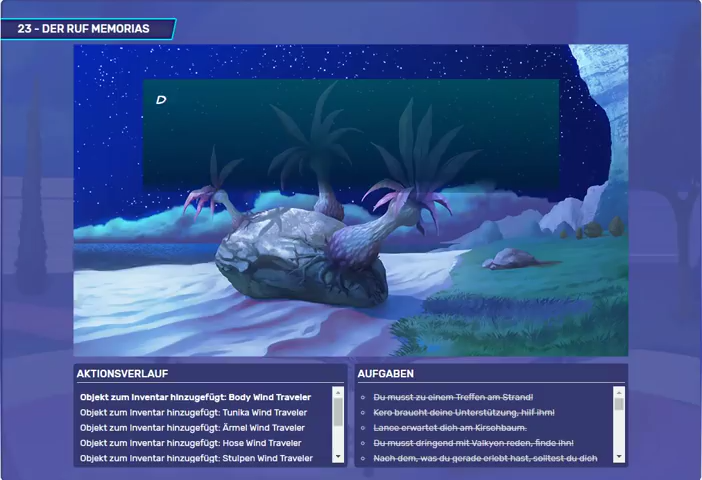 23 - DER RUF MEMORIAS
D
AKTIONSVERLAUF
Objekt zum Inventar hinzugefügt: Body Wind Traveler
Objekt zum Inventar hinzugefügt: Tunika Wind Traveler
Objekt zum Inventar hinzugefügt: Ärmel Wind Traveler
Objekt zum Inventar hinzugefügt: Hose Wind Traveler
Objekt zum Inventar hinzugefügt: Stulpen Wind Traveler
AUFGABEN
Du musst zu einem Treffen am Strand!
Kero braucht deine Unterstützung, hilf ihm!
Lance erwartet dich am Kirschbaum.
Du musst dringend mit Valkyon reden, finde ihn!
Nach dem, was du gerade erlebt hast, solltest du dich